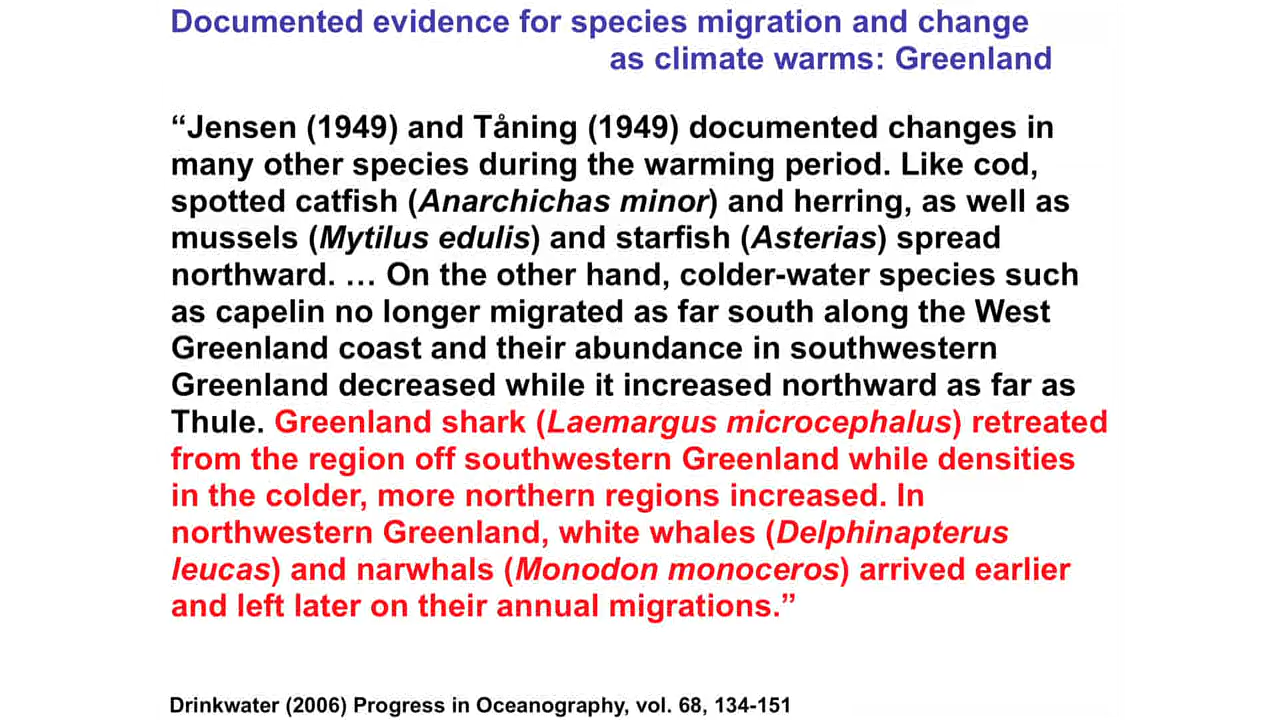 Documented evidence for species migration and change
as climate warms: Greenland
“Jensen (1949) and Tåning (1949) documented changes in
many other species during the warming period. Like cod,
spotted catfish (Anarchichas minor) and herring, as well as
mussels (Mytilus edulis) and starfish (Asterias) spread
northward. … On the other hand, colder-water species such
as capelin no longer migrated as far south along the West
Greenland coast and their abundance in southwestern
Greenland decreased while it increased northward as far as
Thule. Greenland shark (Laemargus microcephalus) retreated
from the region off southwestern Greenland while densities
in the colder, more northern regions increased. In
northwestern Greenland, white whales (Delphinapterus
leucas) and narwhals (Monodon monoceros) arrived earlier
and left later on their annual migrations.”
Drinkwater (2006) Progress in Oceanography, vol. 68, 134-151